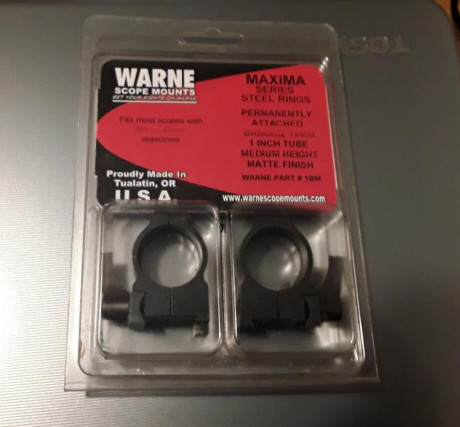 WARNE
SCOPE MOUNTS
MAXIMA
SERIES
STEEL RINGS
PERMANENTLY
ATTACHED
1 INCH TUBE
MEDIUM HEIGHT
MATTE FINISH
WARNE PART # 1BM
Fits most scopes with
objectives
Proudly Made In
Tualatin, OR
U.S.A.
www.warnescopemounts.com